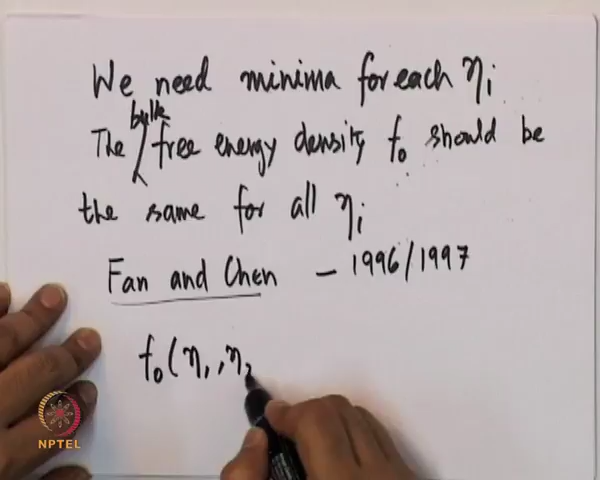 We need minima for each ηi
The bulk free energy density f0 should be
the same for all ηi
Fan and Chen – 1996/1997
f0(η1,η2
NPTEL